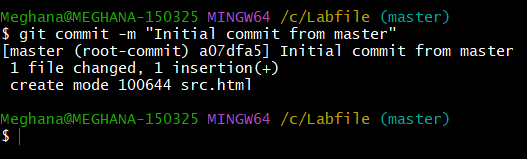 Meghana@MEGHANA-150325 MINGW64 /c/Labfile (master)
$ git commit -m "Initial commit from master"
[master (root-commit) a07dfa5] Initial commit from master
 1 file changed, 1 insertion(+)
 create mode 100644 src.html
Meghana@MEGHANA-150325 MINGW64 /c/Labfile (master)
$